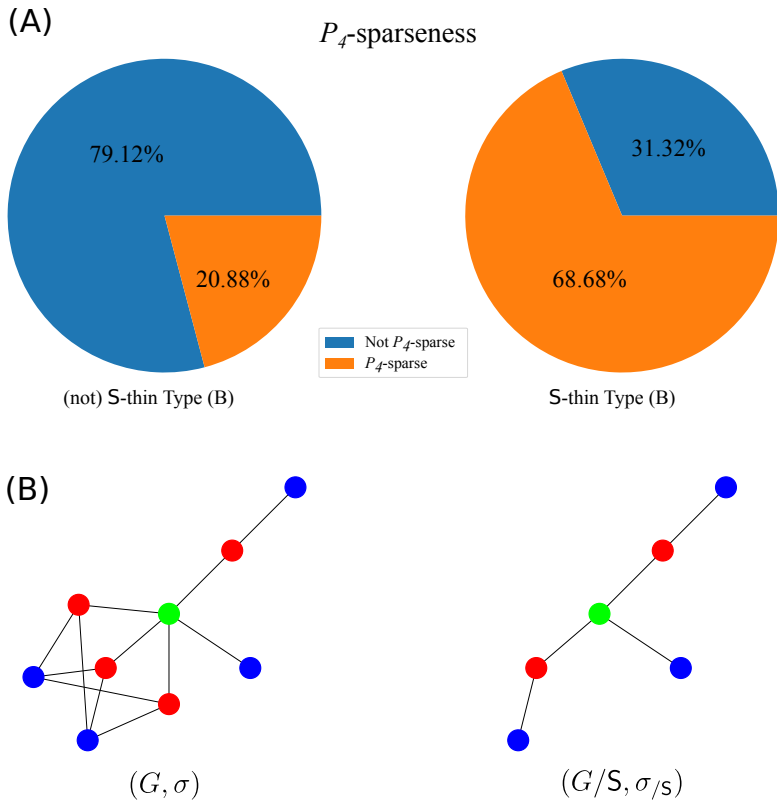 (A)
P₄-sparseness
79.12%
20.88%
31.32%
68.68%
Not P₄-sparse
P₄-sparse
(not) S-thin Type (B)
S-thin Type (B)
(B)
(G, σ)
(G/S, σ/S)